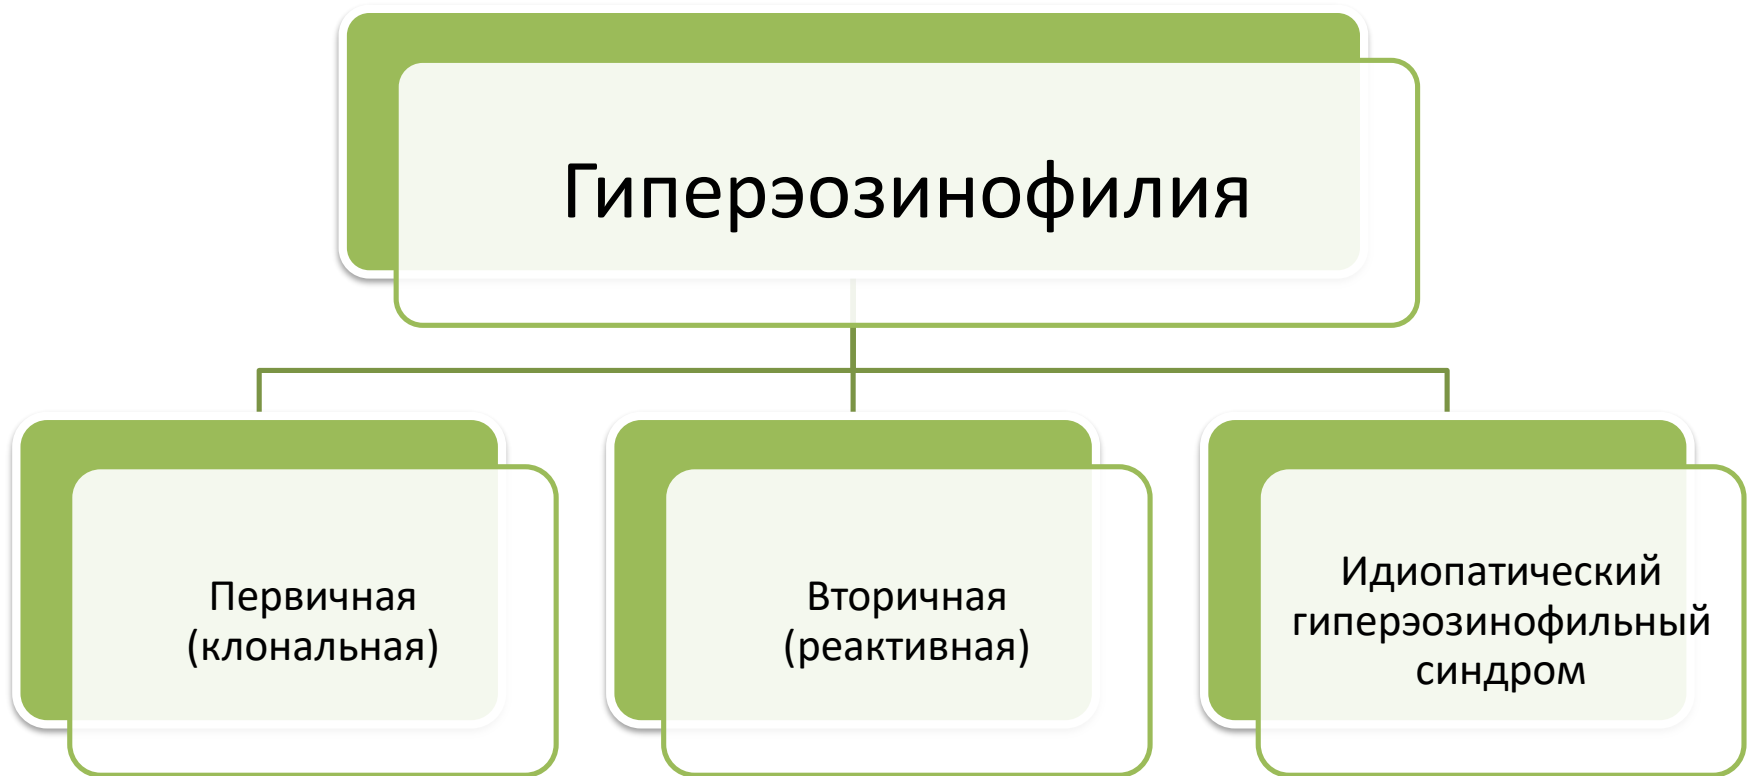 Гиперэозинофилия
Первичная
(клональная)
Вторичная
(реактивная)
Идиопатический
гиперэозинофильный
синдром